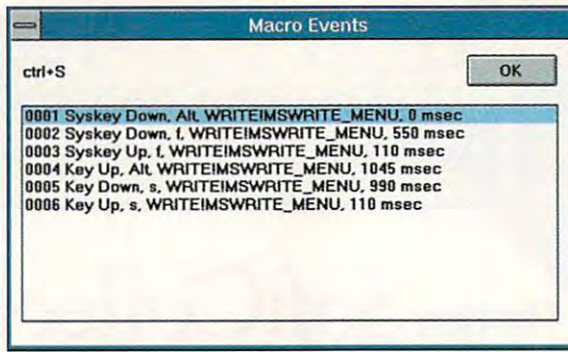 Macro Events
ctrl+S
OK
0001 Syskey Down, Alt, WRITE!MSWRITE_MENU, 0 msec
0002 Syskey Down, f, WRITE!MSWRITE_MENU, 550 msec
0003 Syskey Up, f, WRITE!MSWRITE_MENU, 110 msec
0004 Key Up, Alt, WRITE!MSWRITE_MENU, 1045 msec
0005 Key Down, s, WRITE!MSWRITE_MENU, 990 msec
0006 Key Up, s, WRITE!MSWRITE_MENU, 110 msec